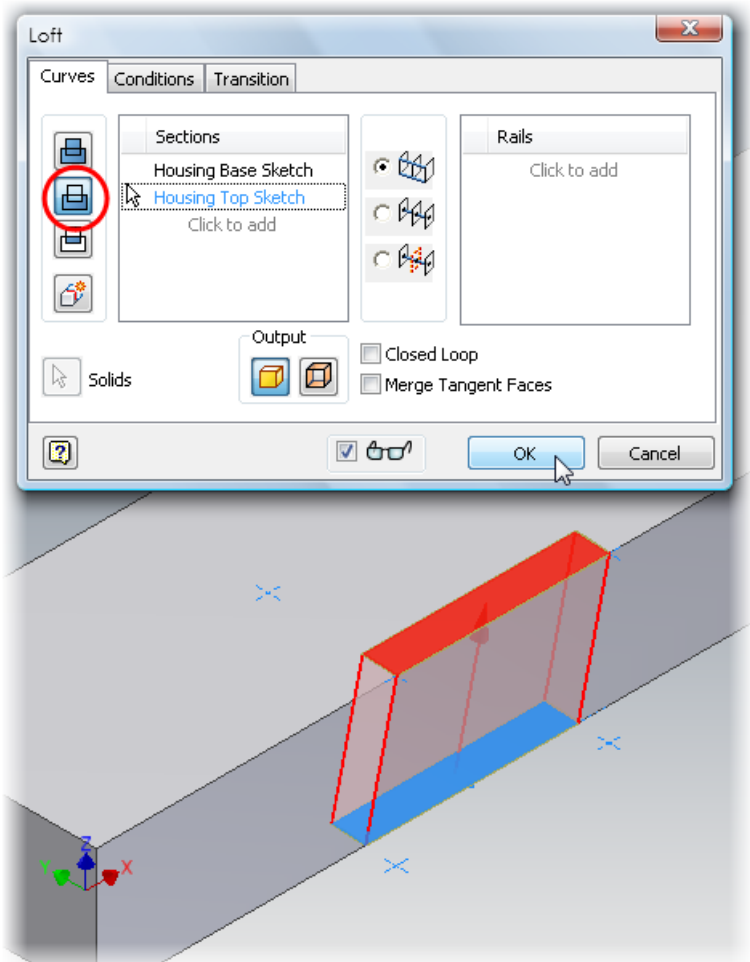 Loft
Curves Conditions Transition
Sections
Housing Base Sketch
Housing Top Sketch
Click to add
Rails
Click to add
Solids
Output
Closed Loop
Merge Tangent Faces
?
OK
Cancel
Z
Y
X